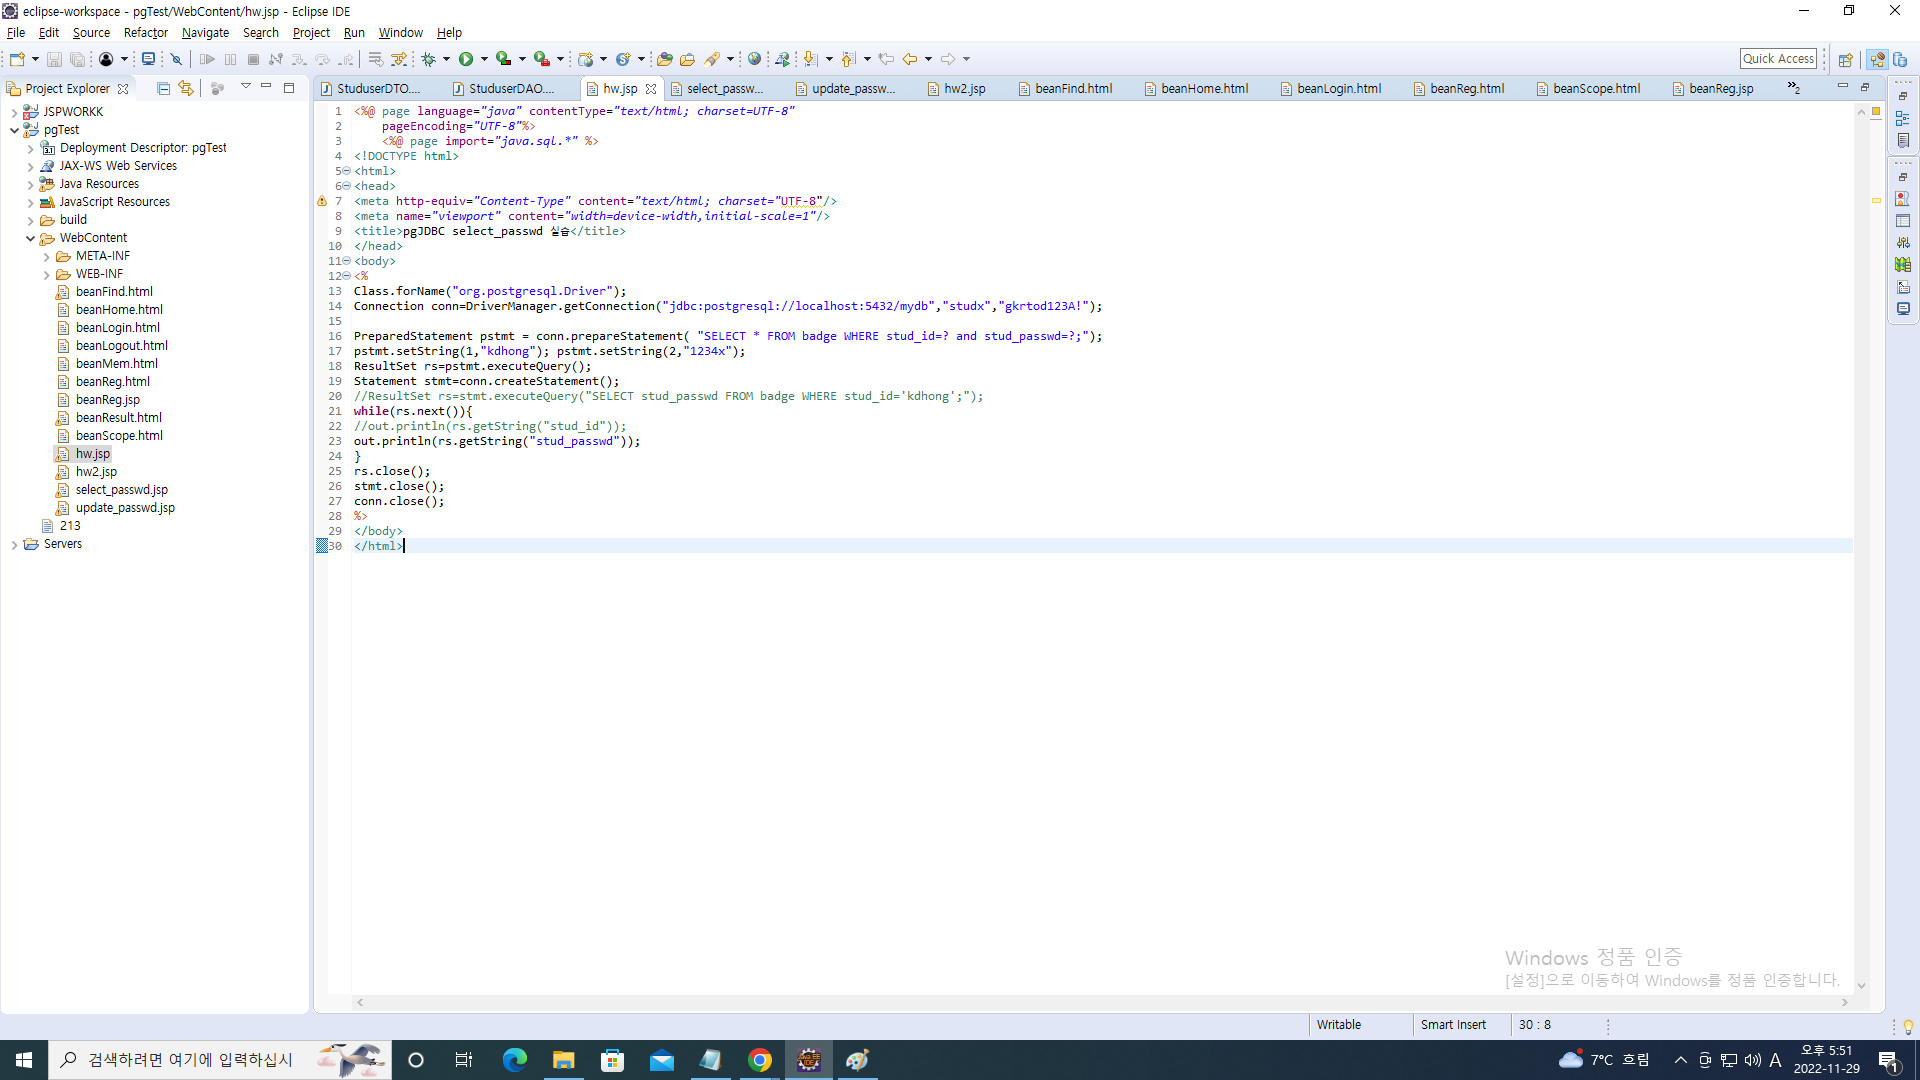 eclipse-workspace - pgTest/WebContent/hw.jsp - Eclipse IDE
File Edit Source Refactor Navigate Search Project Run Window Help
Quick Access
Project Explorer
JSPWORKK
pgTest
Deployment Descriptor: pgTest
JAX-WS Web Services
Java Resources
JavaScript Resources
build
WebContent
META-INF
WEB-INF
beanFind.html
beanHome.html
beanLogin.html
beanLogout.html
beanMem.html
beanReg.html
beanReg.jsp
beanResult.html
beanScope.html
hw.jsp
hw2.jsp
select_passwd.jsp
update_passwd.jsp
213
Servers
StuduserDTO.... StuduserDAO.... hw.jsp select_passw... update_passw... hw2.jsp beanFind.html beanHome.html beanLogin.html beanReg.html beanScope.html beanReg.jsp »2
1 <%@ page language="java" contentType="text/html; charset=UTF-8"
2 pageEncoding="UTF-8"%>
3 <%@ page import="java.sql.*" %>
4 <!DOCTYPE html>
5 <html>
6 <head>
7 <meta http-equiv="Content-Type" content="text/html; charset="UTF-8"/>
8 <meta name="viewport" content="width=device-width,initial-scale=1"/>
9 <title>pgJDBC select_passwd 실습</title>
10 </head>
11 <body>
12 <%
13 Class.forName("org.postgresql.Driver");
14 Connection conn=DriverManager.getConnection("jdbc:postgresql://localhost:5432/mydb","studx","gkrtod123A!");
15
16 PreparedStatement pstmt = conn.prepareStatement( "SELECT * FROM badge WHERE stud_id=? and stud_passwd=?;");
17 pstmt.setString(1,"kdhong"); pstmt.setString(2,"1234x");
18 ResultSet rs=pstmt.executeQuery();
19 Statement stmt=conn.createStatement();
20 //ResultSet rs=stmt.executeQuery("SELECT stud_passwd FROM badge WHERE stud_id='kdhong';");
21 while(rs.next()){
22 //out.println(rs.getString("stud_id"));
23 out.println(rs.getString("stud_passwd"));
24 }
25 rs.close();
26 stmt.close();
27 conn.close();
28 %>
29 </body>
30 </html>
Windows 정품 인증
[설정]으로 이동하여 Windows를 정품 인증합니다.
Writable Smart Insert 30 : 8
검색하려면 여기에 입력하십시
7°C 흐림 A 오후 5:51
2022-11-29
1